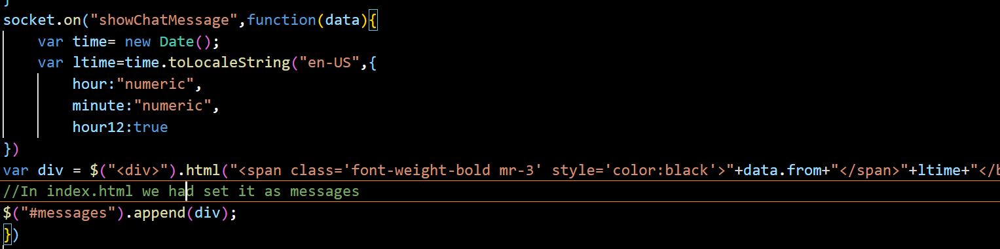 socket.on("showChatMessage",function(data){
    var time= new Date();
    var ltime=time.toLocaleString("en-US",{
        hour:"numeric",
        minute:"numeric",
        hour12:true
})
var div = $("<div>").html("<span class='font-weight-bold mr-3' style='color:black'>"+data.from+"</span>"+ltime+"</b
//In index.html we had set it as messages
$("#messages").append(div);
})